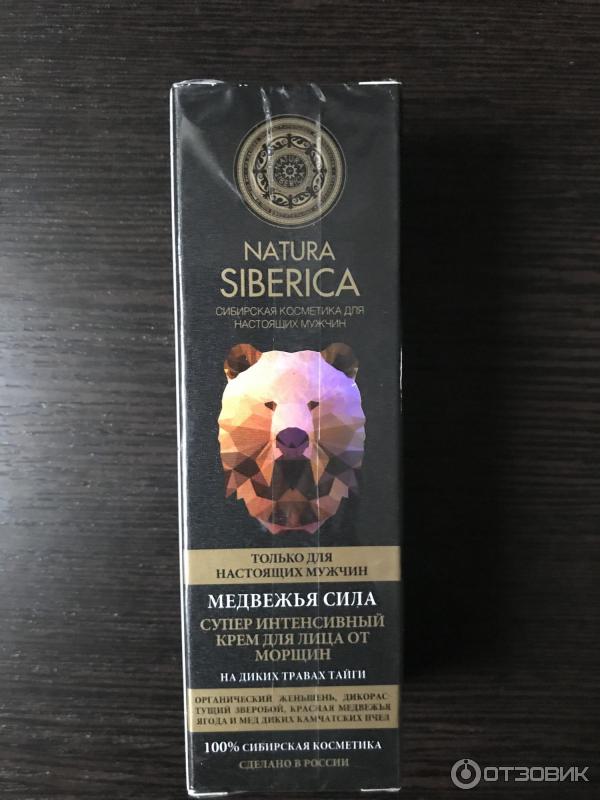 NATURA
SIBERICA
NATURA
SIBERICA
СИБИРСКАЯ КОСМЕТИКА ДЛЯ
НАСТОЯЩИХ МУЖЧИН
ТОЛЬКО ДЛЯ
НАСТОЯЩИХ МУЖЧИН
МЕДВЕЖЬЯ СИЛА
СУПЕР ИНТЕНСИВНЫЙ
КРЕМ ДЛЯ ЛИЦА ОТ
МОРЩИН
НА ДИКИХ ТРАВАХ ТАЙГИ
ОРГАНИЧЕСКИЙ ЖЕНЬШЕНЬ, ДИКОРАС-
ТУЩИЙ ЗВЕРОБОЙ, КРАСНАЯ МЕДВЕЖЬЯ
ЯГОДА И МЕД ДИКИХ КАМЧАТСКИХ ПЧЕЛ
100% СИБИРСКАЯ КОСМЕТИКА
СДЕЛАНО В РОССИИ
ОТЗОВИК